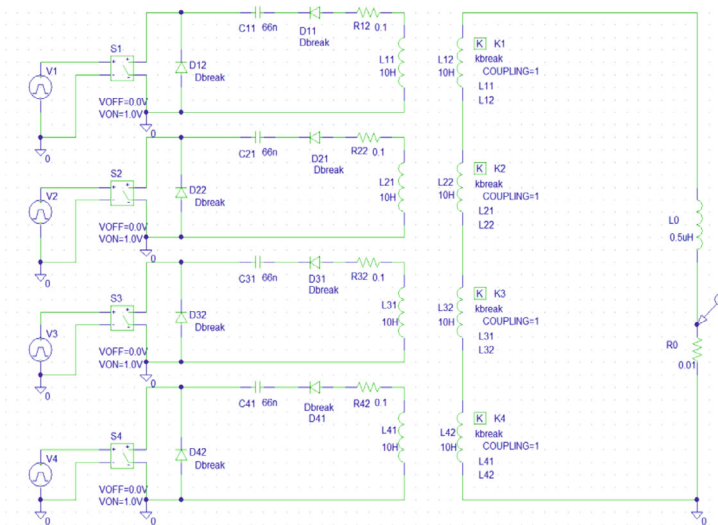 C11 66n D11 Dbreak R12 0.1
S1
V1
D12
Dbreak
L11
10H
L12
10H
K K1
kbreak
COUPLING=1
L11
L12
VOFF=0.0V
VON=1.0V
0
0
C21 66n D21 Dbreak R22 0.1
S2
V2
D22
Dbreak
L21
10H
L22
10H
K K2
kbreak
COUPLING=1
L21
L22
VOFF=0.0V
VON=1.0V
0
0
L0
0.5uH
C31 66n D31 Dbreak R32 0.1
S3
V3
D32
Dbreak
L31
10H
L32
10H
K K3
kbreak
COUPLING=1
L31
L32
VOFF=0.0V
VON=1.0V
0
0
R0
0.01
C41 66n Dbreak D41 R42 0.1
S4
V4
D42
Dbreak
L41
10H
L42
10H
K K4
kbreak
COUPLING=1
L41
L42
VOFF=0.0V
VON=1.0V
0
0
0